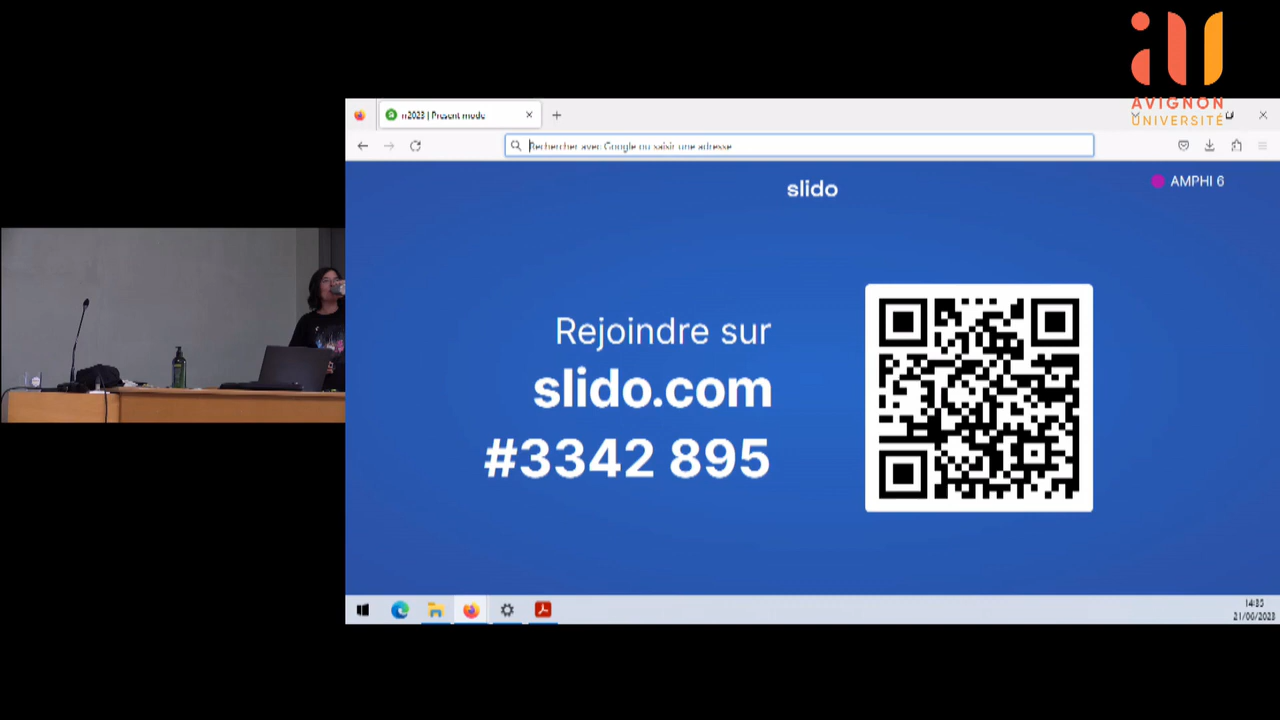 AVIGNON
UNIVERSITÉ
rr2023 | Present mode
Rechercher avec Google ou saisir une adresse
slido
AMPHI 6
Rejoindre sur
slido.com
#3342 895
14:35
21/06/2023